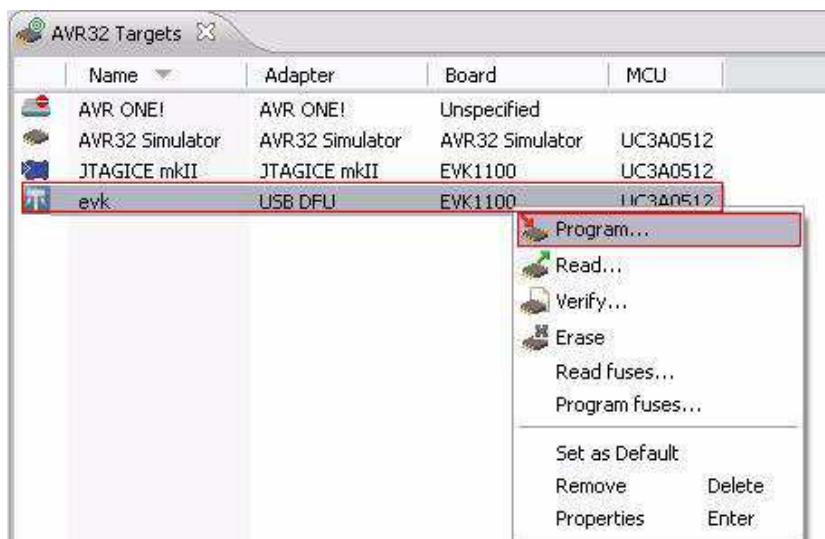 AVR32 Targets
Name Adapter Board MCU
AVR ONE! AVR ONE! Unspecified
AVR32 Simulator AVR32 Simulator AVR32 Simulator UC3A0512
JTAGICE mkII JTAGICE mkII EVK1100 UC3A0512
evk USB DFU EVK1100 UC3A0512
Program...
Read...
Verify...
Erase
Read fuses...
Program fuses...
Set as Default
Remove Delete
Properties Enter